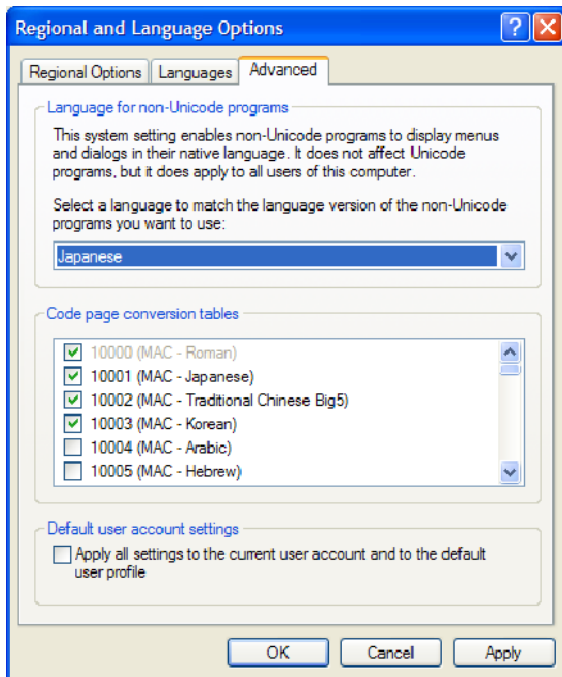 Regional and Language Options
Regional Options Languages Advanced
Language for non-Unicode programs
This system setting enables non-Unicode programs to display menus
and dialogs in their native language. It does not affect Unicode
programs, but it does apply to all users of this computer.
Select a language to match the language version of the non-Unicode
programs you want to use:
Japanese
Code page conversion tables
10000 (MAC - Roman)
10001 (MAC - Japanese)
10002 (MAC - Traditional Chinese Big5)
10003 (MAC - Korean)
10004 (MAC - Arabic)
10005 (MAC - Hebrew)
Default user account settings
Apply all settings to the current user account and to the default
user profile
OK Cancel Apply